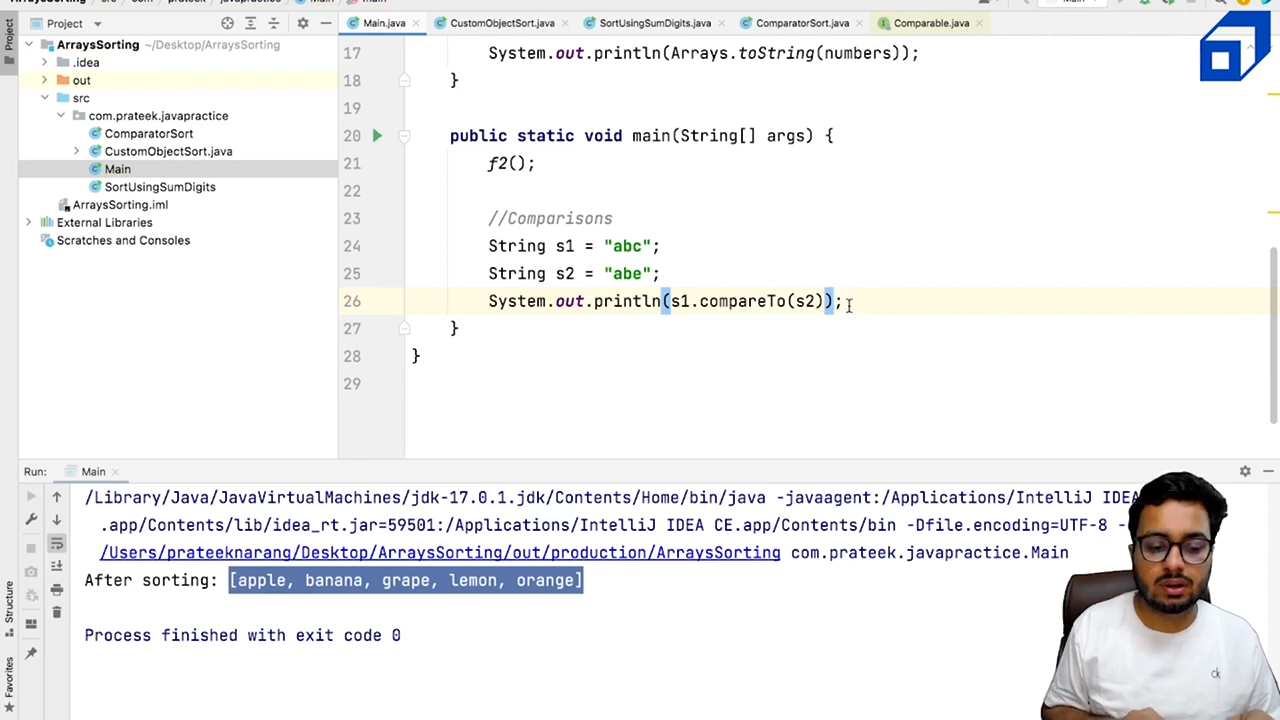 Project
Main.java
CustomObjectSort.java
SortUsingSumDigits.java
ComparatorSort.java
Comparable.java
Project
ArraysSorting ~/Desktop/ArraysSorting
.idea
out
src
com.prateek.javapractice
ComparatorSort
CustomObjectSort.java
Main
SortUsingSumDigits
ArraysSorting.iml
External Libraries
Scratches and Consoles
17 System.out.println(Arrays.toString(numbers));
18 }
19
20 public static void main(String[] args) {
21 f2();
22
23 //Comparisons
24 String s1 = "abc";
25 String s2 = "abe";
26 System.out.println(s1.compareTo(s2));
27 }
28 }
29
Run: Main
/Library/Java/JavaVirtualMachines/jdk-17.0.1.jdk/Contents/Home/bin/java -javaagent:/Applications/IntelliJ IDEA
.app/Contents/lib/idea_rt.jar=59501:/Applications/IntelliJ IDEA CE.app/Contents/bin -Dfile.encoding=UTF-8 -
/Users/prateeknarang/Desktop/ArraysSorting/out/production/ArraysSorting com.prateek.javapractice.Main
After sorting: [apple, banana, grape, lemon, orange]
Process finished with exit code 0
Structure
Favorites
ck